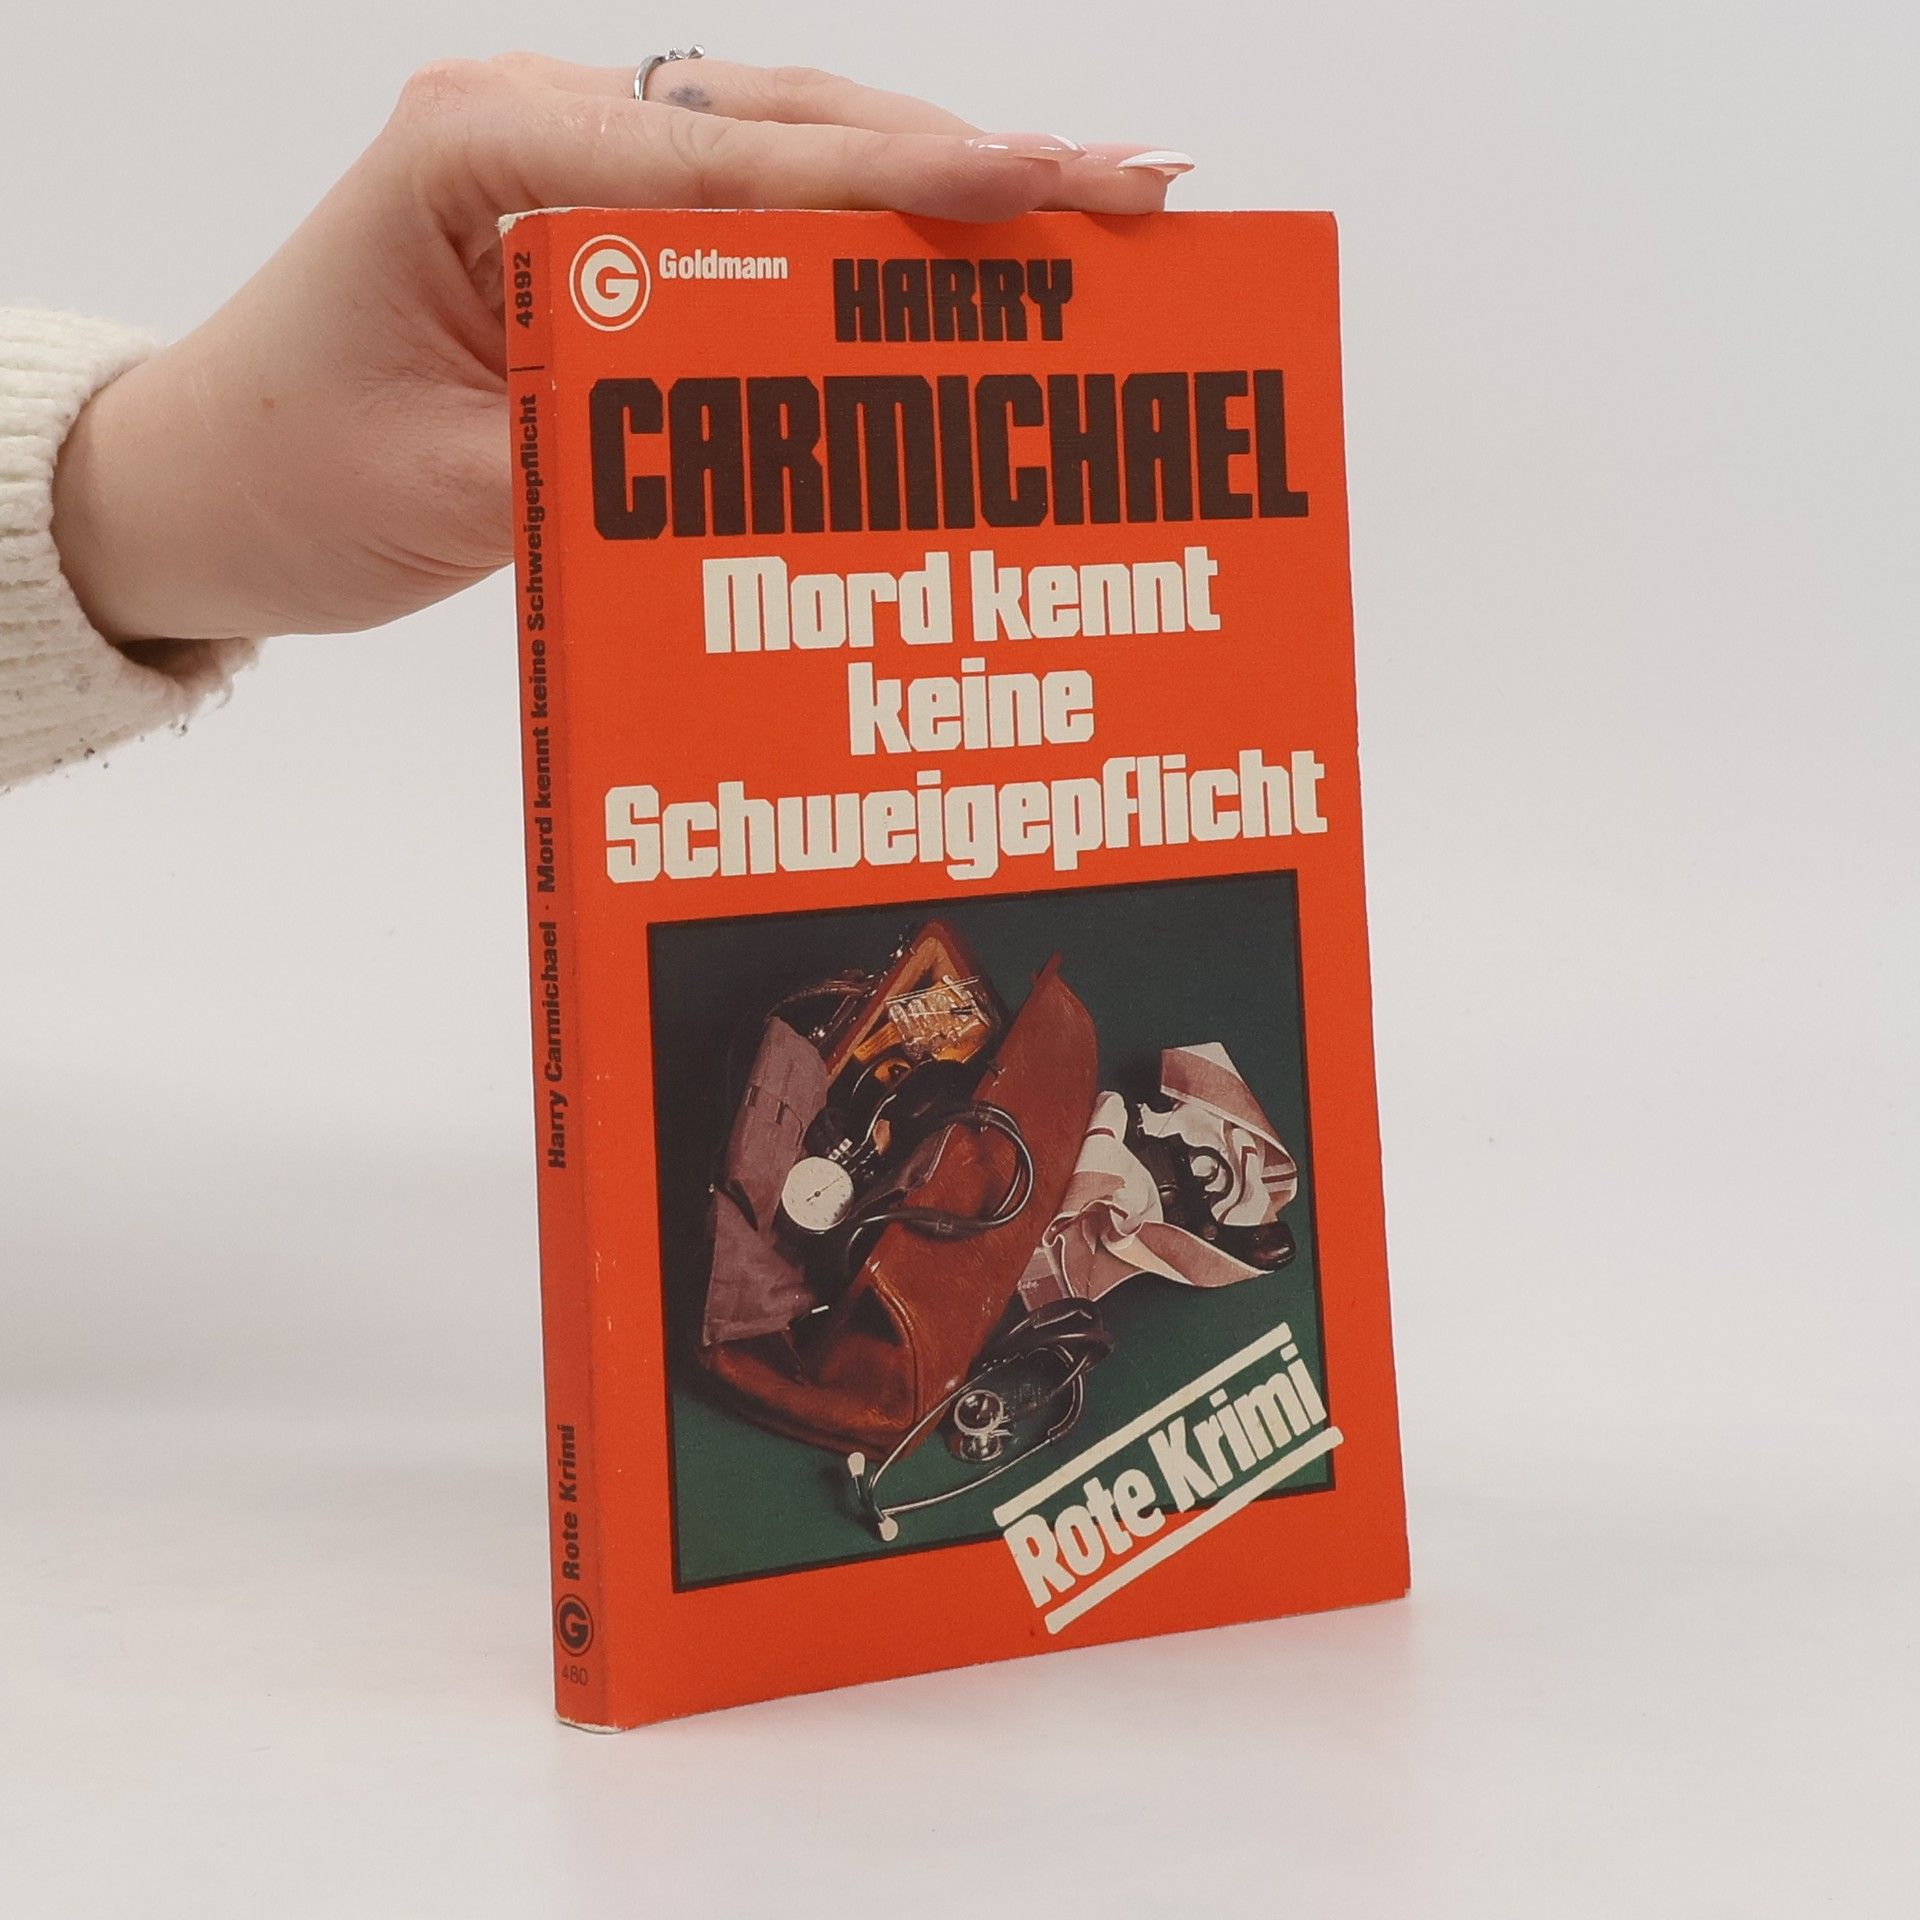 Goldmann
HARRY
CARMICHAEL
Mord kennt
keine
Schweigepflicht
Rote Krimi
Harry Carmichael · Mord kennt keine Schweigepflicht | 4892
G Rote Krimi
480
G